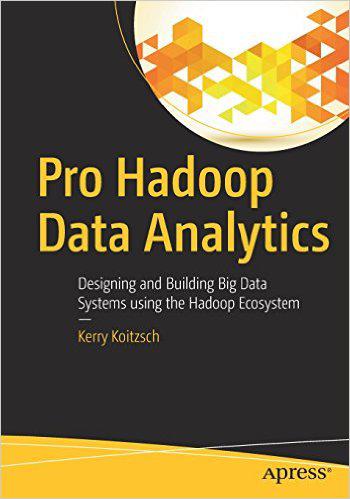 Pro Hadoop
Data Analytics
Designing and Building Big Data
Systems using the Hadoop Ecosystem
—
Kerry Koitzsch
Apress®